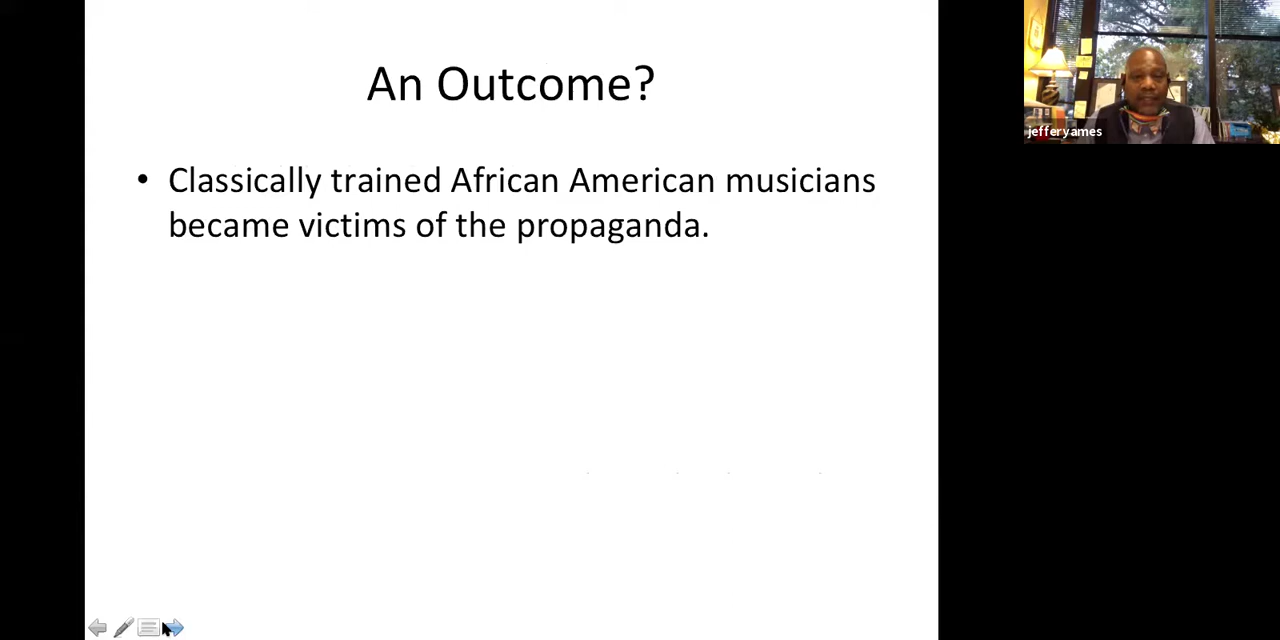 An Outcome?
• Classically trained African American musicians
became victims of the propaganda.
jefferyames